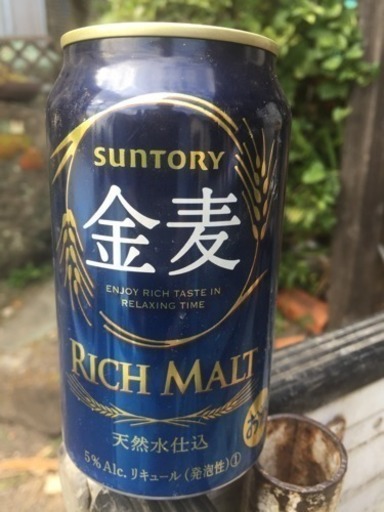 SUNTORY
金麦
ENJOY RICH TASTE IN
RELAXING TIME
RICH MALT
天然水仕込
5% Alc. リキュール(発泡性)①